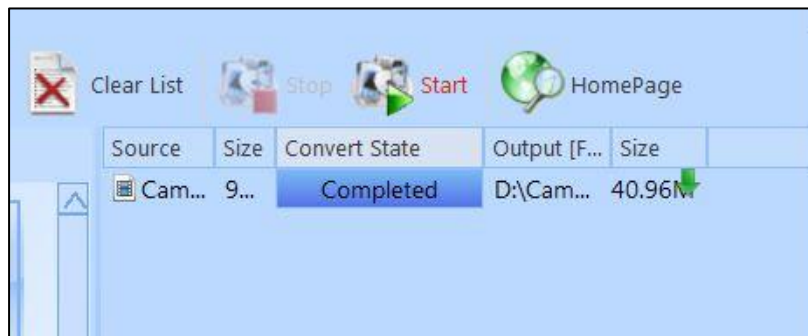 Clear List Stop Start HomePage
Source Size Convert State Output [F... Size
Cam... 9... Completed D:\Cam... 40.96M